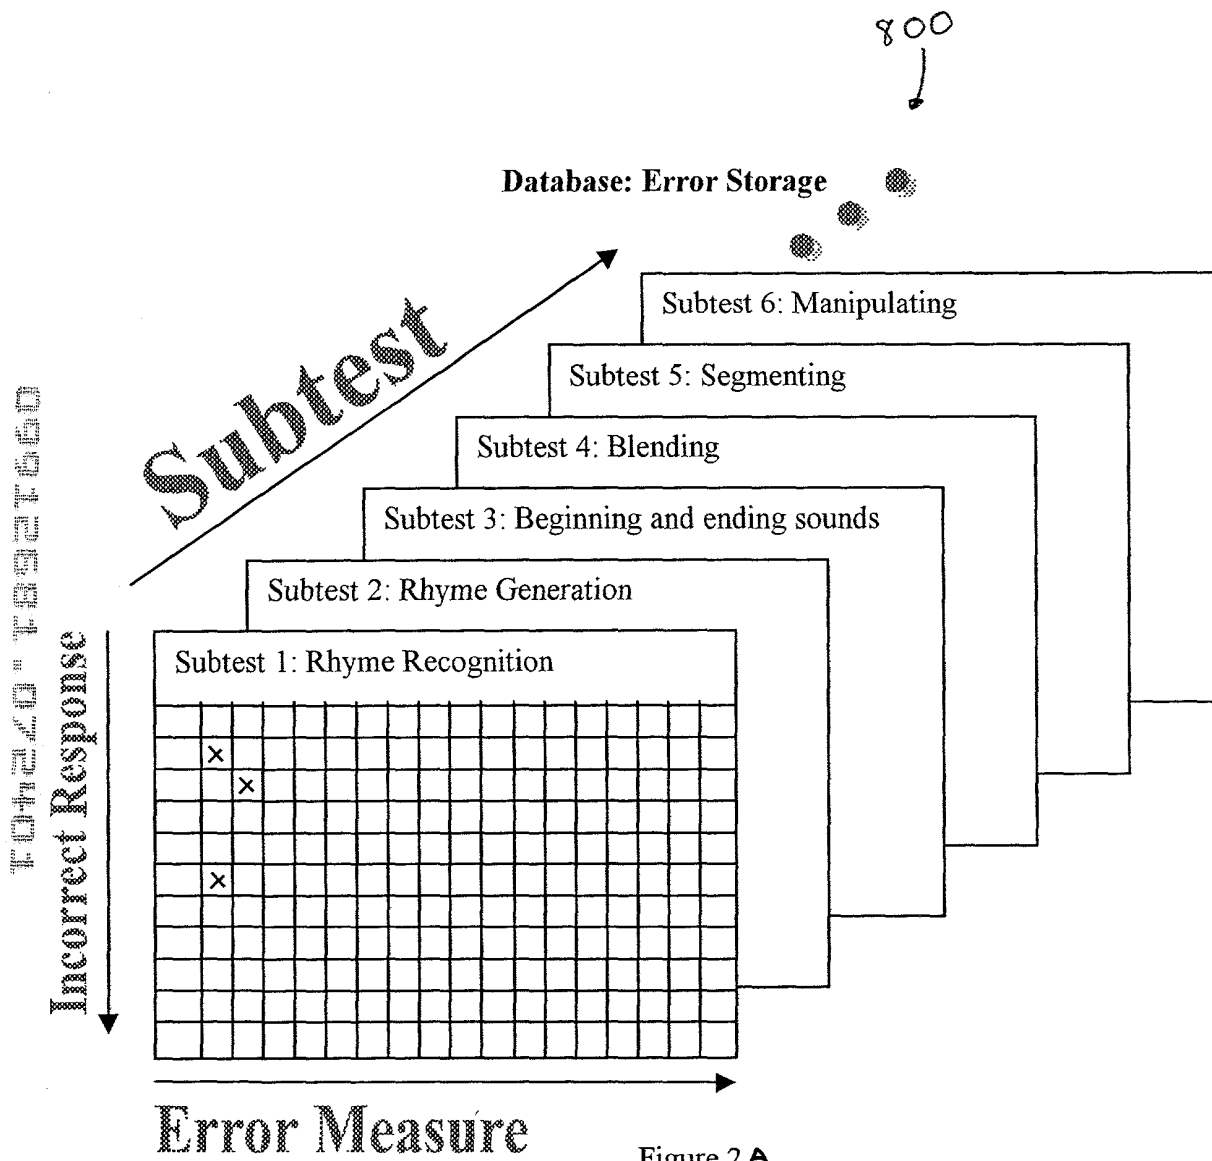 800
Database: Error Storage
Subtest
Subtest 6: Manipulating
Subtest 5: Segmenting
Subtest 4: Blending
Subtest 3: Beginning and ending sounds
Subtest 2: Rhyme Generation
Subtest 1: Rhyme Recognition
Incorrect Response
Error Measure
Figure 2 A